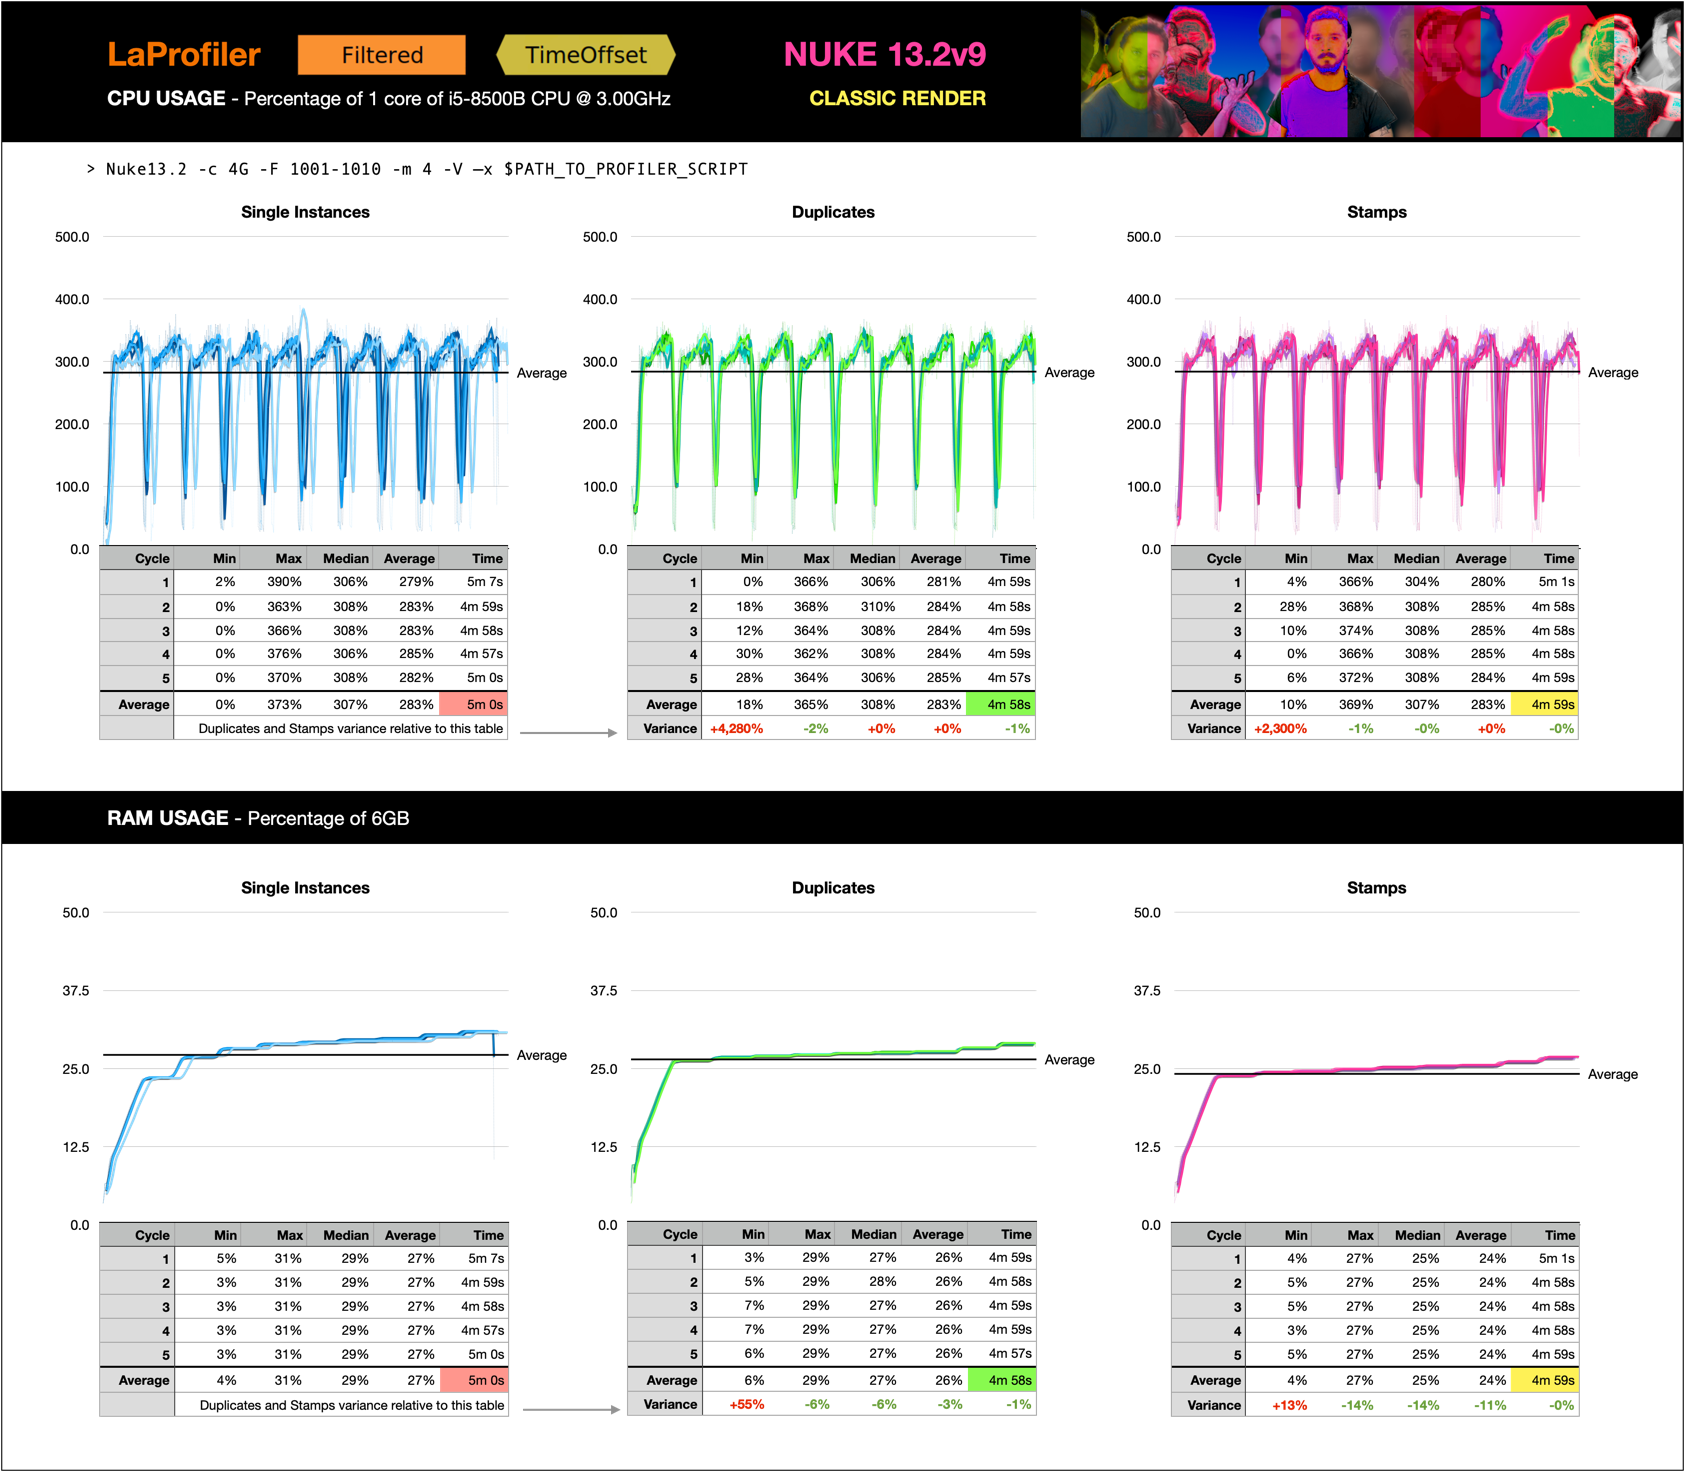 LaProfiler Filtered TimeOffset NUKE 13.2v9
CPU USAGE - Percentage of 1 core of i5-8500B CPU @ 3.00GHz CLASSIC RENDER
> Nuke13.2 -c 4G -F 1001-1010 -m 4 -V —x $PATH_TO_PROFILER_SCRIPT
Single Instances
500.0
400.0
300.0
Average
200.0
100.0
0.0
Cycle Min Max Median Average Time
1 2% 390% 306% 279% 5m 7s
2 0% 363% 308% 283% 4m 59s
3 0% 366% 308% 283% 4m 58s
4 0% 376% 306% 285% 4m 57s
5 0% 370% 308% 282% 5m 0s
Average 0% 373% 307% 283% 5m 0s
Duplicates and Stamps variance relative to this table
Duplicates
500.0
400.0
300.0
Average
200.0
100.0
0.0
Cycle Min Max Median Average Time
1 0% 366% 306% 281% 4m 59s
2 18% 368% 310% 284% 4m 58s
3 12% 364% 308% 284% 4m 59s
4 30% 362% 308% 284% 4m 59s
5 28% 364% 306% 285% 4m 57s
Average 18% 365% 308% 283% 4m 58s
Variance +4,280% -2% +0% +0% -1%
Stamps
500.0
400.0
300.0
Average
200.0
100.0
0.0
Cycle Min Max Median Average Time
1 4% 366% 304% 280% 5m 1s
2 28% 368% 308% 285% 4m 58s
3 10% 374% 308% 285% 4m 58s
4 0% 366% 308% 285% 4m 58s
5 6% 372% 308% 284% 4m 59s
Average 10% 369% 307% 283% 4m 59s
Variance +2,300% -1% -0% +0% -0%
RAM USAGE - Percentage of 6GB
Single Instances
50.0
37.5
Average
25.0
12.5
0.0
Cycle Min Max Median Average Time
1 5% 31% 29% 27% 5m 7s
2 3% 31% 29% 27% 4m 59s
3 3% 31% 29% 27% 4m 58s
4 3% 31% 29% 27% 4m 57s
5 3% 31% 29% 27% 5m 0s
Average 4% 31% 29% 27% 5m 0s
Duplicates and Stamps variance relative to this table
Duplicates
50.0
37.5
Average
25.0
12.5
0.0
Cycle Min Max Median Average Time
1 3% 29% 27% 26% 4m 59s
2 5% 29% 28% 26% 4m 58s
3 7% 29% 27% 26% 4m 59s
4 7% 29% 27% 26% 4m 59s
5 6% 29% 27% 26% 4m 57s
Average 6% 29% 27% 26% 4m 58s
Variance +55% -6% -6% -3% -1%
Stamps
50.0
37.5
25.0
Average
12.5
0.0
Cycle Min Max Median Average Time
1 4% 27% 25% 24% 5m 1s
2 5% 27% 25% 24% 4m 58s
3 5% 27% 25% 24% 4m 58s
4 3% 27% 25% 24% 4m 58s
5 5% 27% 25% 24% 4m 59s
Average 4% 27% 25% 24% 4m 59s
Variance +13% -14% -14% -11% -0%